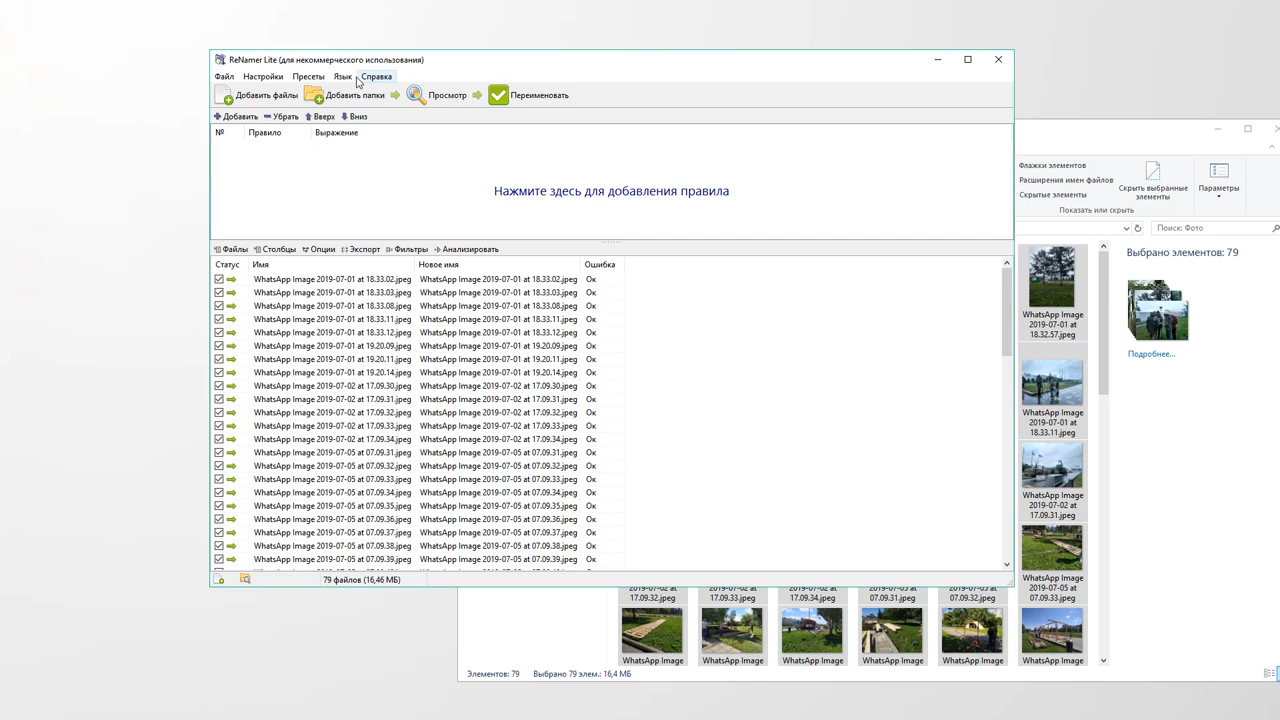 ReNamer Lite (для некоммерческого использования)
Файл Настройки Пресеты Язык Справка
Добавить файлы Добавить папки Просмотр Переименовать
Добавить Убрать Вверх Вниз
№ Правило Выражение
Нажмите здесь для добавления правила
Файлы Столбцы Опции Экспорт Фильтры Анализировать
Статус Имя Новое имя Ошибка
WhatsApp Image 2019-07-01 at 18.33.02.jpeg WhatsApp Image 2019-07-01 at 18.33.02.jpeg Ок
WhatsApp Image 2019-07-01 at 18.33.03.jpeg WhatsApp Image 2019-07-01 at 18.33.03.jpeg Ок
WhatsApp Image 2019-07-01 at 18.33.08.jpeg WhatsApp Image 2019-07-01 at 18.33.08.jpeg Ок
WhatsApp Image 2019-07-01 at 18.33.11.jpeg WhatsApp Image 2019-07-01 at 18.33.11.jpeg Ок
WhatsApp Image 2019-07-01 at 18.33.12.jpeg WhatsApp Image 2019-07-01 at 18.33.12.jpeg Ок
WhatsApp Image 2019-07-01 at 19.20.09.jpeg WhatsApp Image 2019-07-01 at 19.20.09.jpeg Ок
WhatsApp Image 2019-07-01 at 19.20.11.jpeg WhatsApp Image 2019-07-01 at 19.20.11.jpeg Ок
WhatsApp Image 2019-07-01 at 19.20.14.jpeg WhatsApp Image 2019-07-01 at 19.20.14.jpeg Ок
WhatsApp Image 2019-07-02 at 17.09.30.jpeg WhatsApp Image 2019-07-02 at 17.09.30.jpeg Ок
WhatsApp Image 2019-07-02 at 17.09.31.jpeg WhatsApp Image 2019-07-02 at 17.09.31.jpeg Ок
WhatsApp Image 2019-07-02 at 17.09.32.jpeg WhatsApp Image 2019-07-02 at 17.09.32.jpeg Ок
WhatsApp Image 2019-07-02 at 17.09.33.jpeg WhatsApp Image 2019-07-02 at 17.09.33.jpeg Ок
WhatsApp Image 2019-07-02 at 17.09.34.jpeg WhatsApp Image 2019-07-02 at 17.09.34.jpeg Ок
WhatsApp Image 2019-07-05 at 07.09.31.jpeg WhatsApp Image 2019-07-05 at 07.09.31.jpeg Ок
WhatsApp Image 2019-07-05 at 07.09.32.jpeg WhatsApp Image 2019-07-05 at 07.09.32.jpeg Ок
WhatsApp Image 2019-07-05 at 07.09.33.jpeg WhatsApp Image 2019-07-05 at 07.09.33.jpeg Ок
WhatsApp Image 2019-07-05 at 07.09.34.jpeg WhatsApp Image 2019-07-05 at 07.09.34.jpeg Ок
WhatsApp Image 2019-07-05 at 07.09.35.jpeg WhatsApp Image 2019-07-05 at 07.09.35.jpeg Ок
WhatsApp Image 2019-07-05 at 07.09.36.jpeg WhatsApp Image 2019-07-05 at 07.09.36.jpeg Ок
WhatsApp Image 2019-07-05 at 07.09.37.jpeg WhatsApp Image 2019-07-05 at 07.09.37.jpeg Ок
WhatsApp Image 2019-07-05 at 07.09.38.jpeg WhatsApp Image 2019-07-05 at 07.09.38.jpeg Ок
WhatsApp Image 2019-07-05 at 07.09.39.jpeg WhatsApp Image 2019-07-05 at 07.09.39.jpeg Ок
79 файлов (16,46 МБ)
Флажки элементов
Расширения имен файлов
Скрытые элементы
Скрыть выбранные
элементы
Параметры
Показать или скрыть
Поиск: Фото
Выбрано элементов: 79
Подробнее...
WhatsApp Image
2019-07-01 at
18.32.57.jpeg
WhatsApp Image
2019-07-01 at
18.33.11.jpeg
WhatsApp Image
2019-07-02 at
17.09.31.jpeg
WhatsApp Image
2019-07-05 at
07.09.33.jpeg
17.09.32.jpeg 17.09.33.jpeg 17.09.34.jpeg 07.09.31.jpeg 07.09.32.jpeg
WhatsApp Image WhatsApp Image WhatsApp Image WhatsApp Image WhatsApp Image WhatsApp Image
Элементов: 79 Выбрано 79 элем.: 16,4 МБ